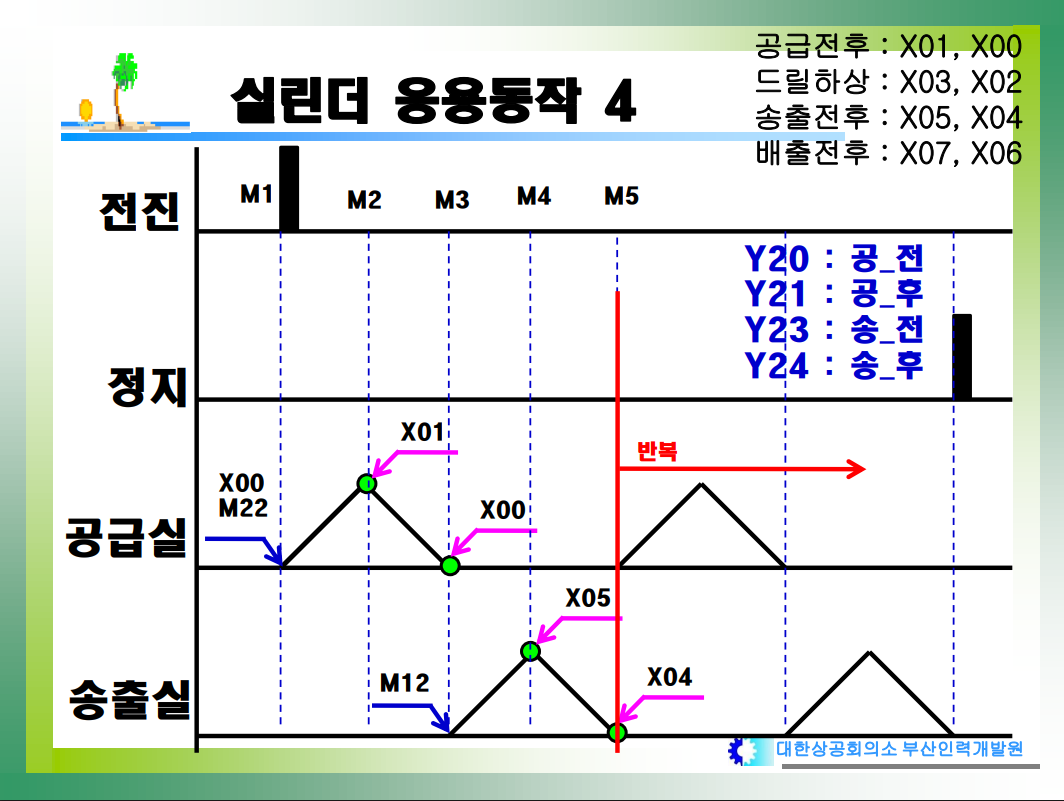 공급전후 : X01, X00
드릴하상 : X03, X02
송출전후 : X05, X04
배출전후 : X07, X06
실린더 응용동작 4
전진
M1
M2
M3
M4
M5
Y20 : 공_전
Y21 : 공_후
Y23 : 송_전
Y24 : 송_후
정지
X01
반복
X00
M22
X00
공급실
X05
M12
X04
송출실
대한상공회의소 부산인력개발원